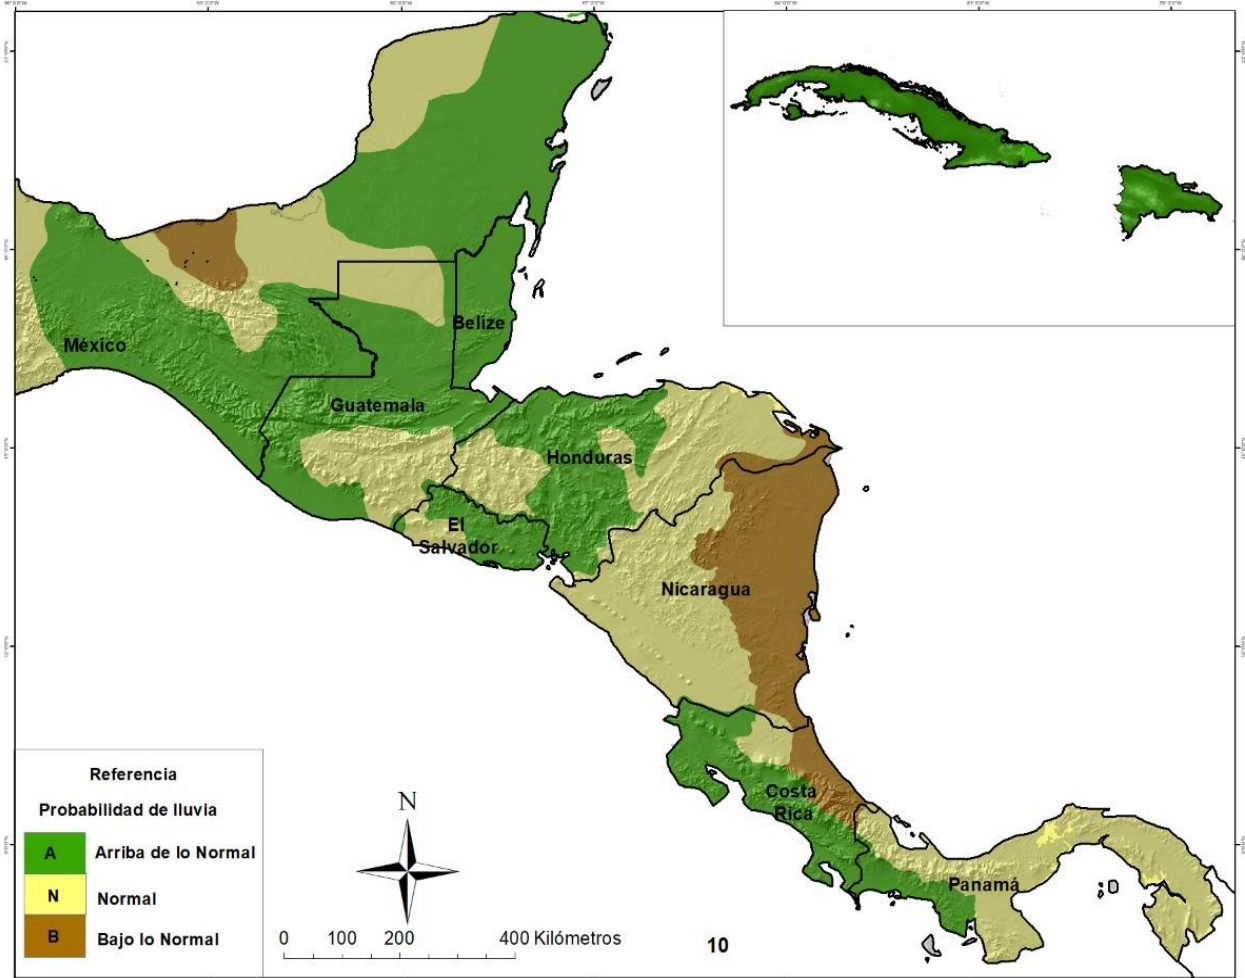 México
Belize
Guatemala
Honduras
El
Salvador
Nicaragua
Costa
Rica
Panamá
Referencia
Probabilidad de lluvia
A Arriba de lo Normal
N Normal
B Bajo lo Normal
N
0 100 200 400 Kilómetros
10